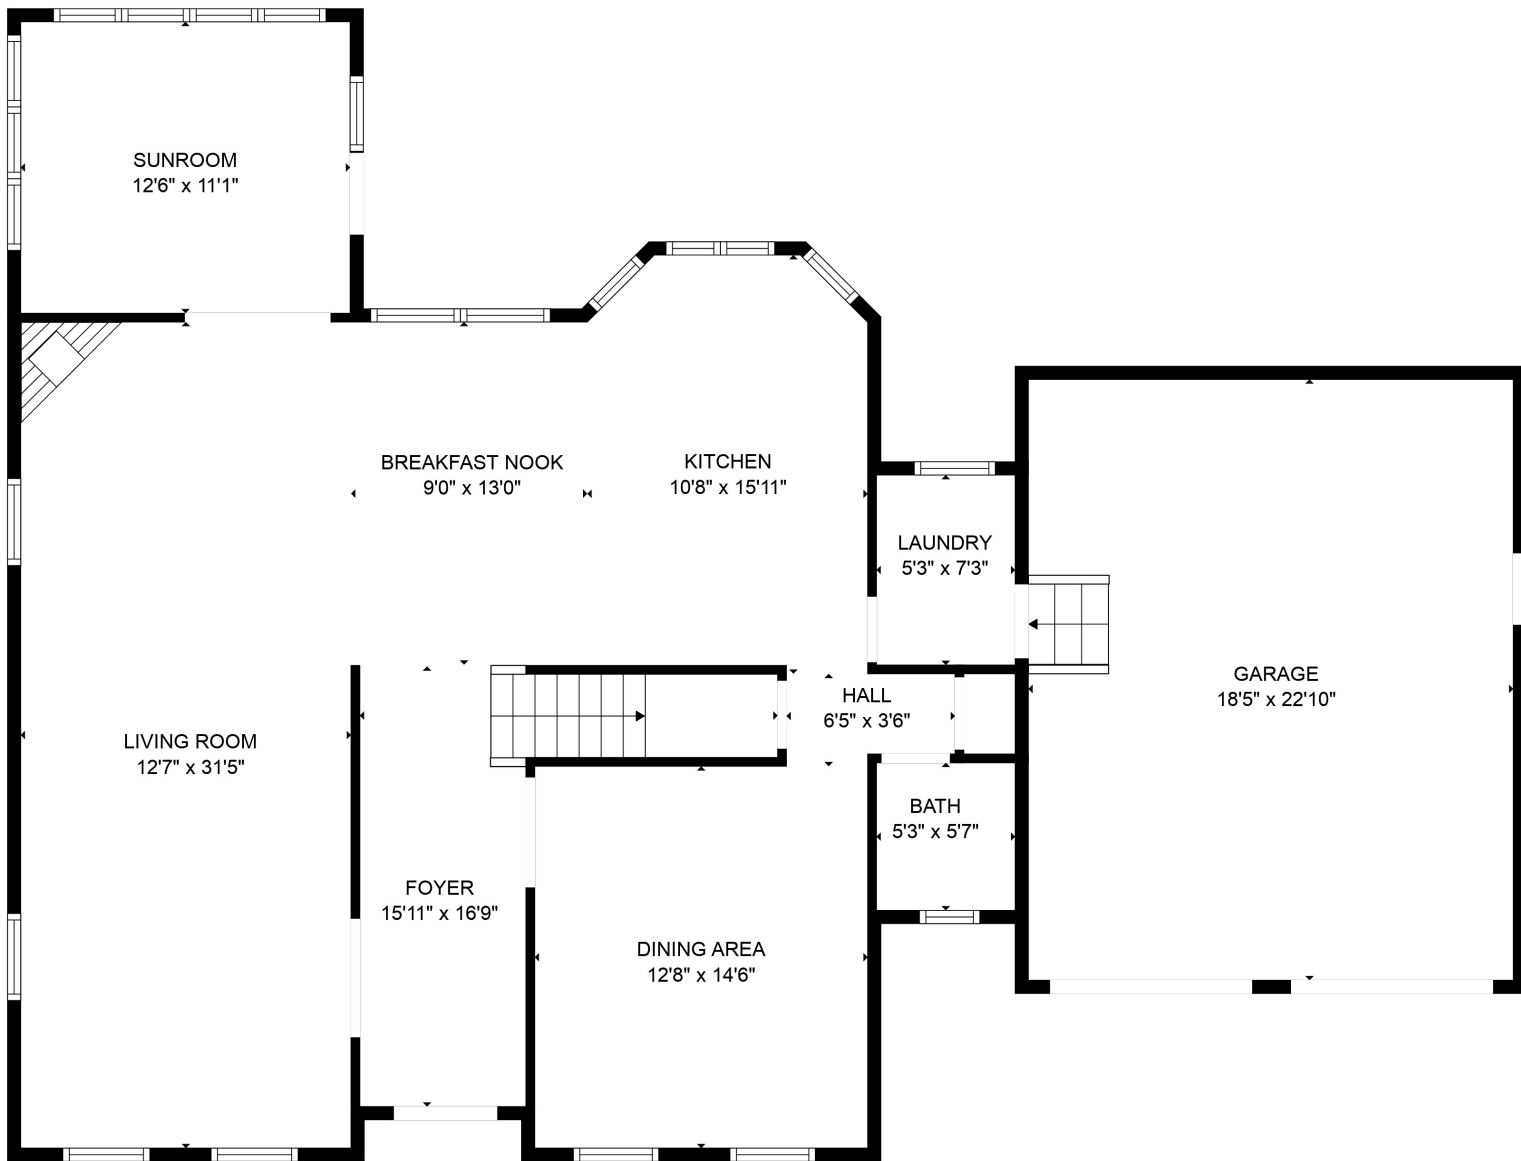 SUNROOM
12'6" x 11'1"
BREAKFAST NOOK
9'0" x 13'0"
KITCHEN
10'8" x 15'11"
LAUNDRY
5'3" x 7'3"
GARAGE
18'5" x 22'10"
HALL
6'5" x 3'6"
LIVING ROOM
12'7" x 31'5"
BATH
5'3" x 5'7"
FOYER
15'11" x 16'9"
DINING AREA
12'8" x 14'6"